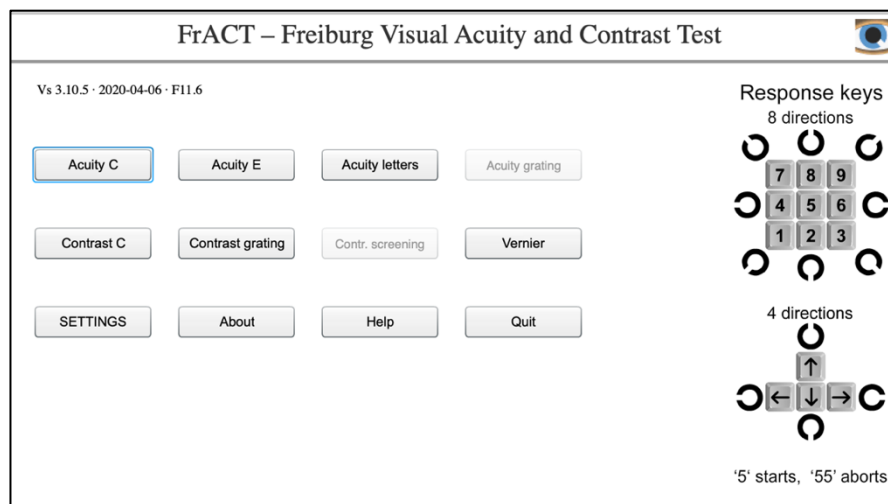 FrACT – Freiburg Visual Acuity and Contrast Test
Vs 3.10.5 · 2020-04-06 · F11.6
Acuity C
Acuity E
Acuity letters
Acuity grating
Contrast C
Contrast grating
Contr. screening
Vernier
SETTINGS
About
Help
Quit
Response keys
8 directions
7 8 9
4 5 6
1 2 3
4 directions
↑
← ↓ →
‘5‘ starts, ‘55’ aborts